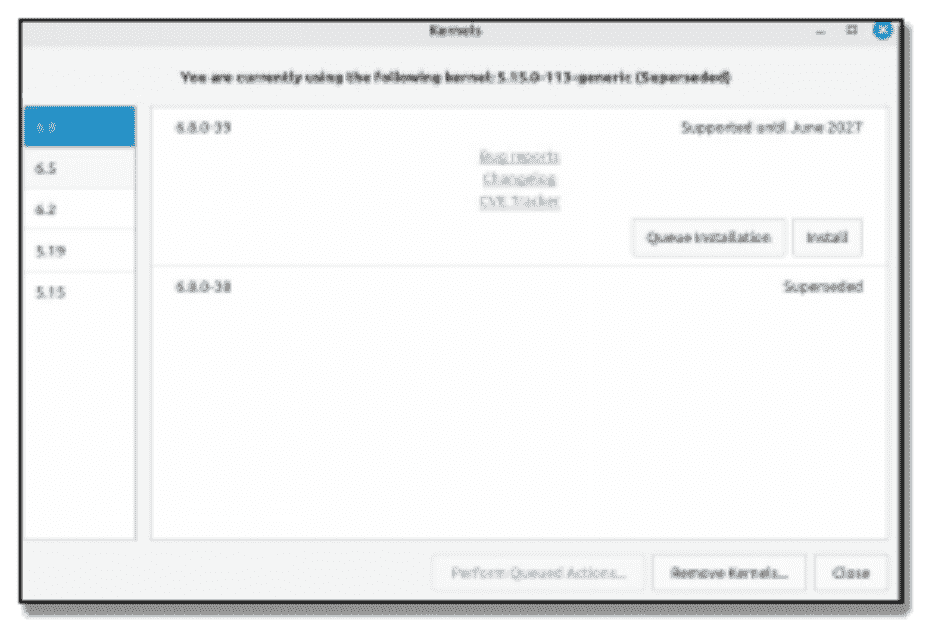 Kernels
You are currently using the following kernel: 5.15.0-113-generic (Superseded)
6.8
6.5
6.2
5.19
5.15
6.8.0-39 Supported until June 2027
Bug reports
Changelog
CVE Tracker
Queue Installation Install
6.8.0-38 Superseded
Perform Queued Actions... Remove Kernels... Close